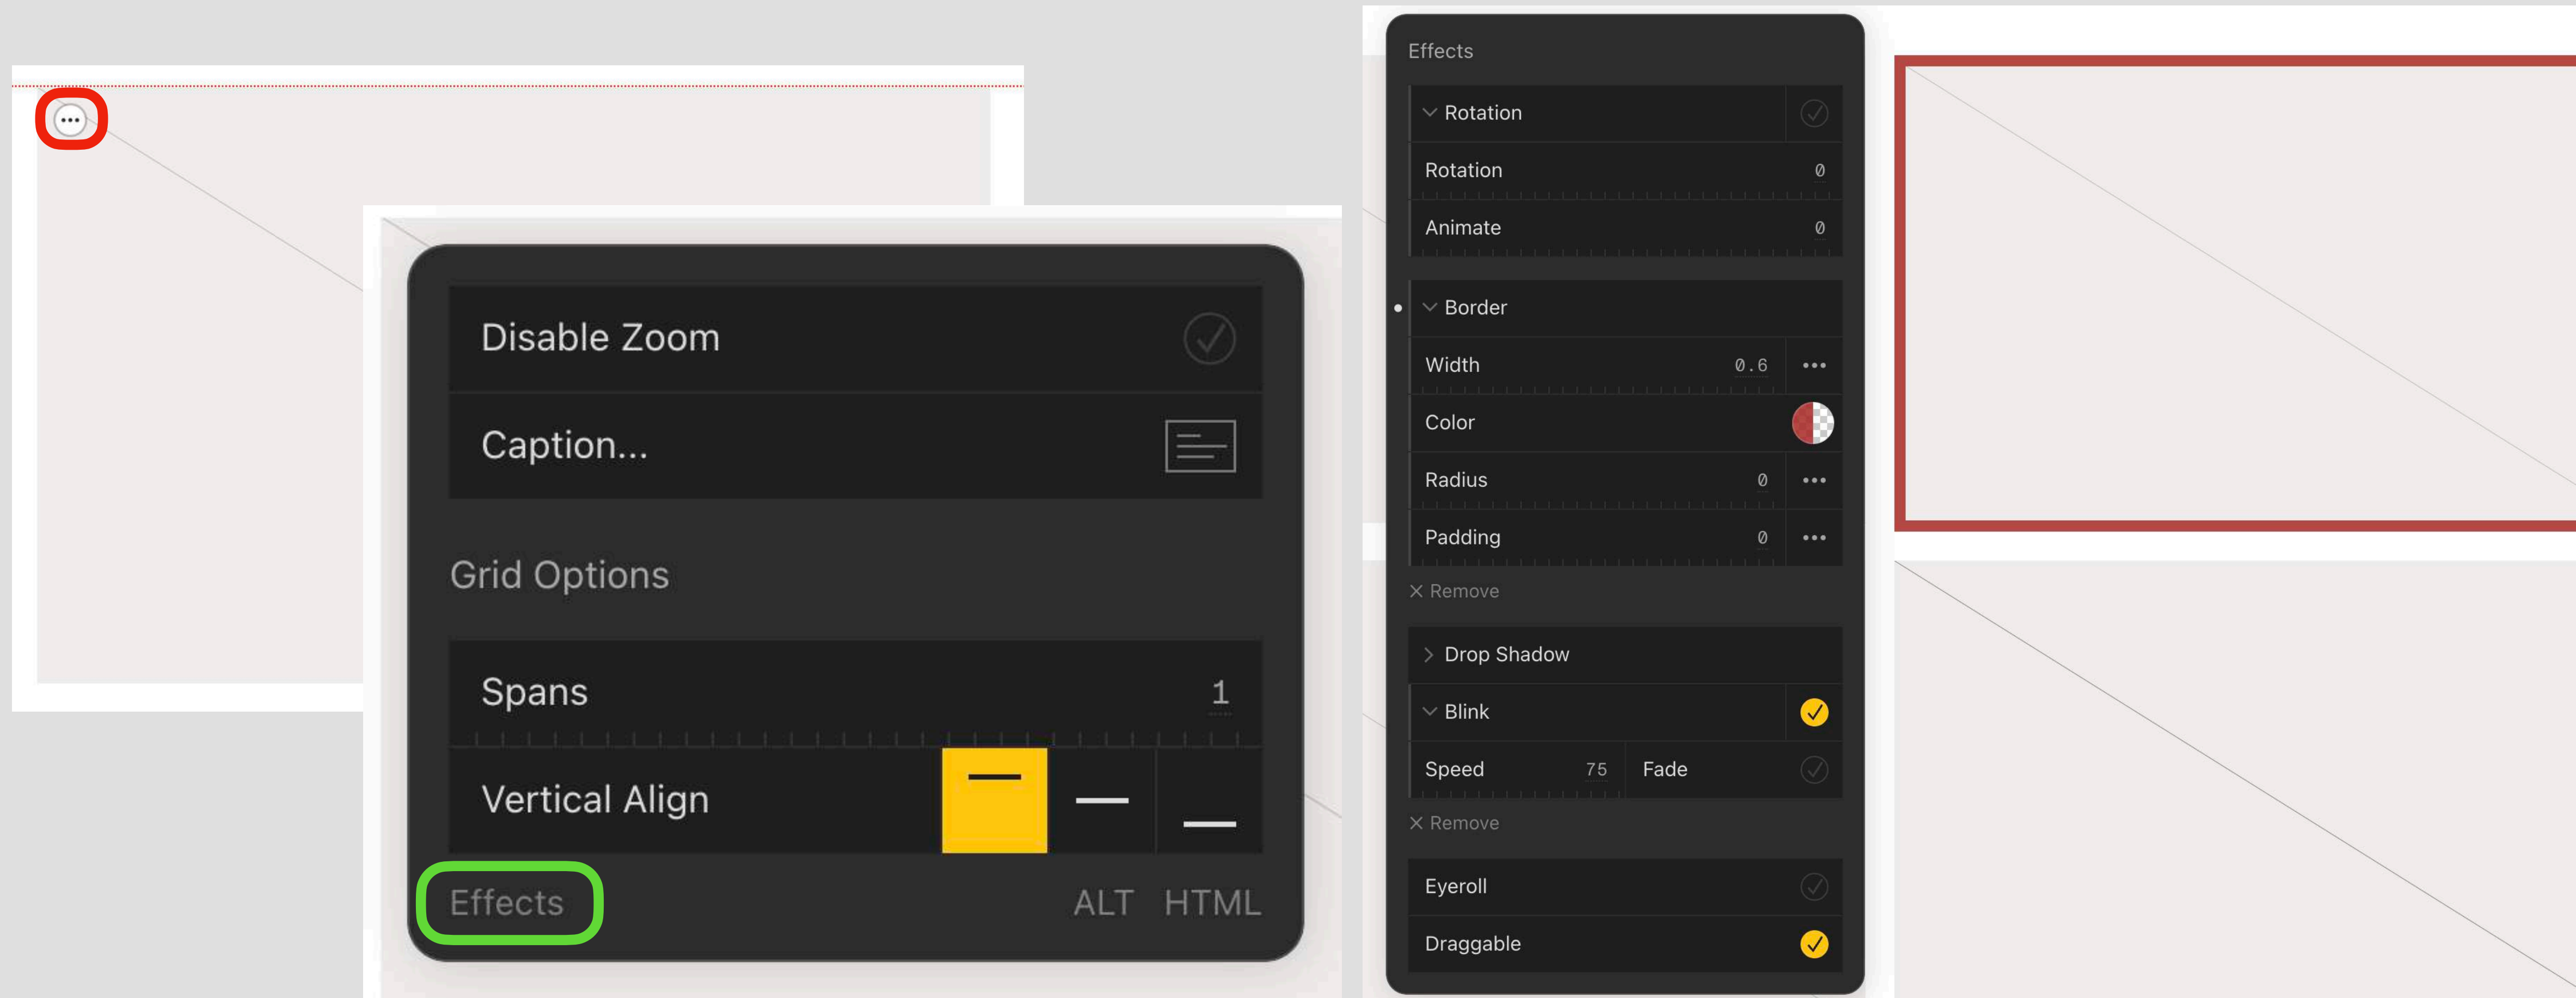 Disable Zoom
Caption...
Grid Options
Spans 1
Vertical Align
Effects ALT HTML
Effects
Rotation
Rotation 0
Animate 0
Border
Width 0.6
Color
Radius 0
Padding 0
Remove
Drop Shadow
Blink
Speed 75 Fade
Remove
Eyeroll
Draggable